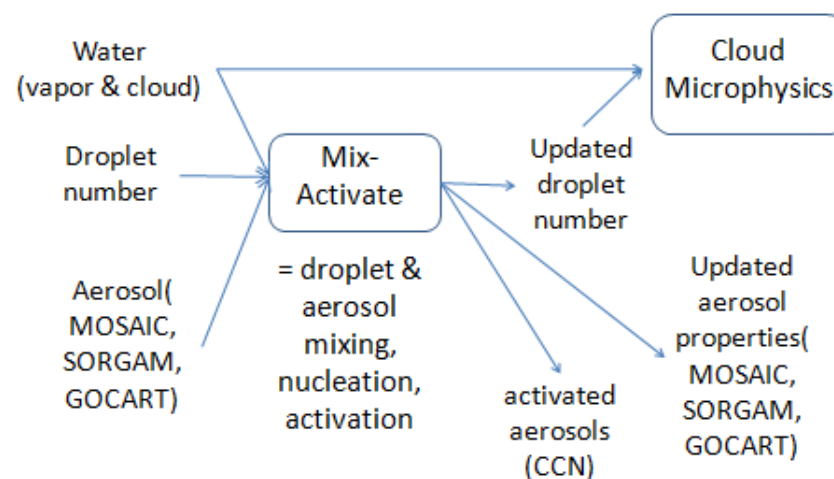 Water
(vapor & cloud)
Cloud
Microphysics
Droplet
number
Mix-
Activate
Updated
droplet
number
Aerosol(
MOSAIC,
SORGAM,
GOCART)
= droplet &
aerosol
mixing,
nucleation,
activation
activated
aerosols
(CCN)
Updated
aerosol
properties(
MOSAIC,
SORGAM,
GOCART)